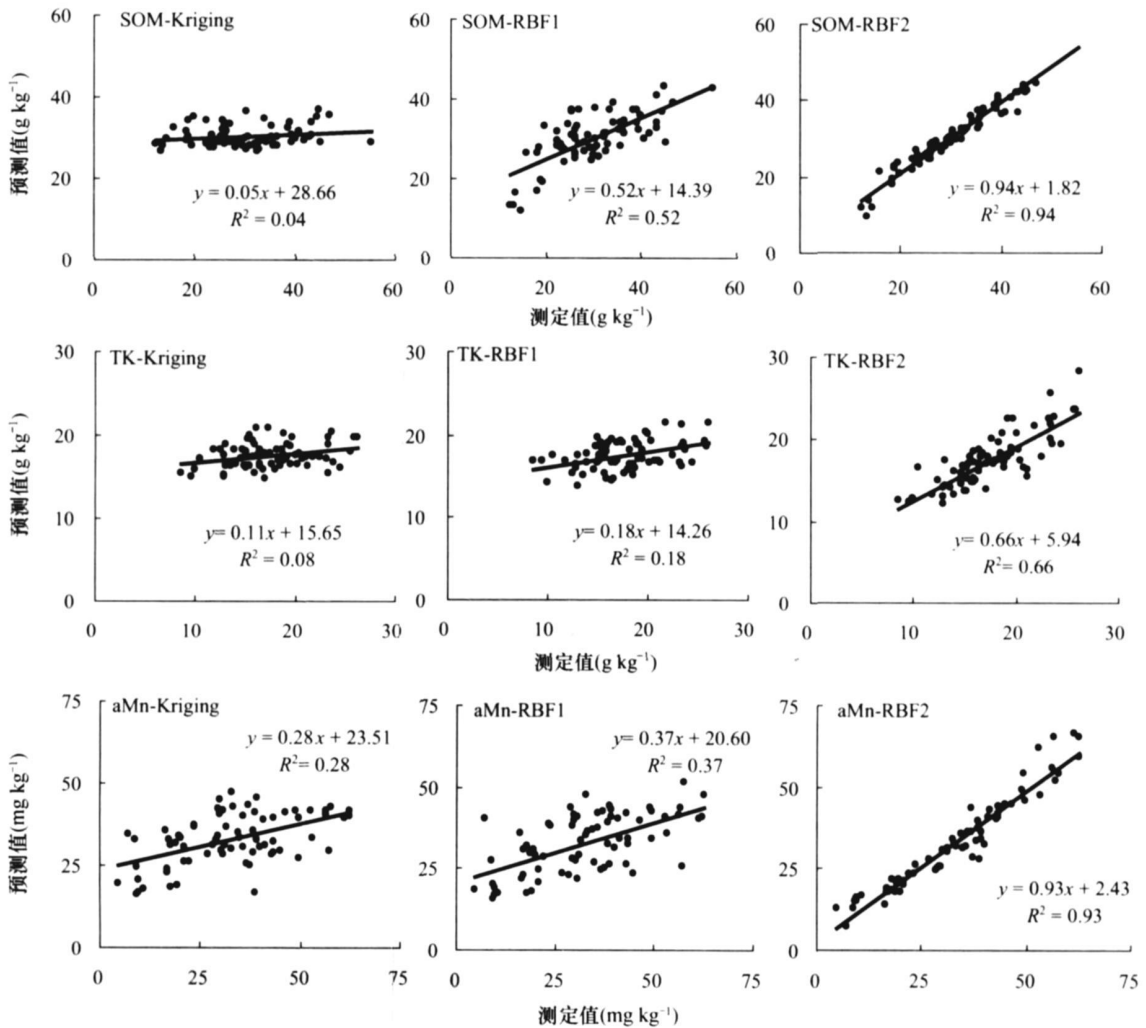 SOM-Kriging
60
40
20
0
y = 0.05x + 28.66
R² = 0.04
0 20 40 60
预测值(g kg⁻¹)
SOM-RBF1
60
40
20
0
y = 0.52x + 14.39
R² = 0.52
0 20 40 60
测定值(g kg⁻¹)
SOM-RBF2
60
40
20
0
y = 0.94x + 1.82
R² = 0.94
0 20 40 60
TK-Kriging
30
20
10
0
y= 0.11x + 15.65
R² = 0.08
0 10 20 30
预测值(g kg⁻¹)
TK-RBF1
30
20
10
0
y= 0.18x + 14.26
R² = 0.18
0 10 20 30
测定值(g kg⁻¹)
TK-RBF2
30
20
10
0
y= 0.66x + 5.94
R²= 0.66
0 10 20 30
aMn-Kriging
75
50
25
0
y = 0.28x + 23.51
R²= 0.28
0 25 50 75
预测值(mg kg⁻¹)
aMn-RBF1
75
50
25
0
y= 0.37x + 20.60
R² = 0.37
0 25 50 75
测定值(mg kg⁻¹)
aMn-RBF2
75
50
25
0
y = 0.93x + 2.43
R² = 0.93
0 25 50 75